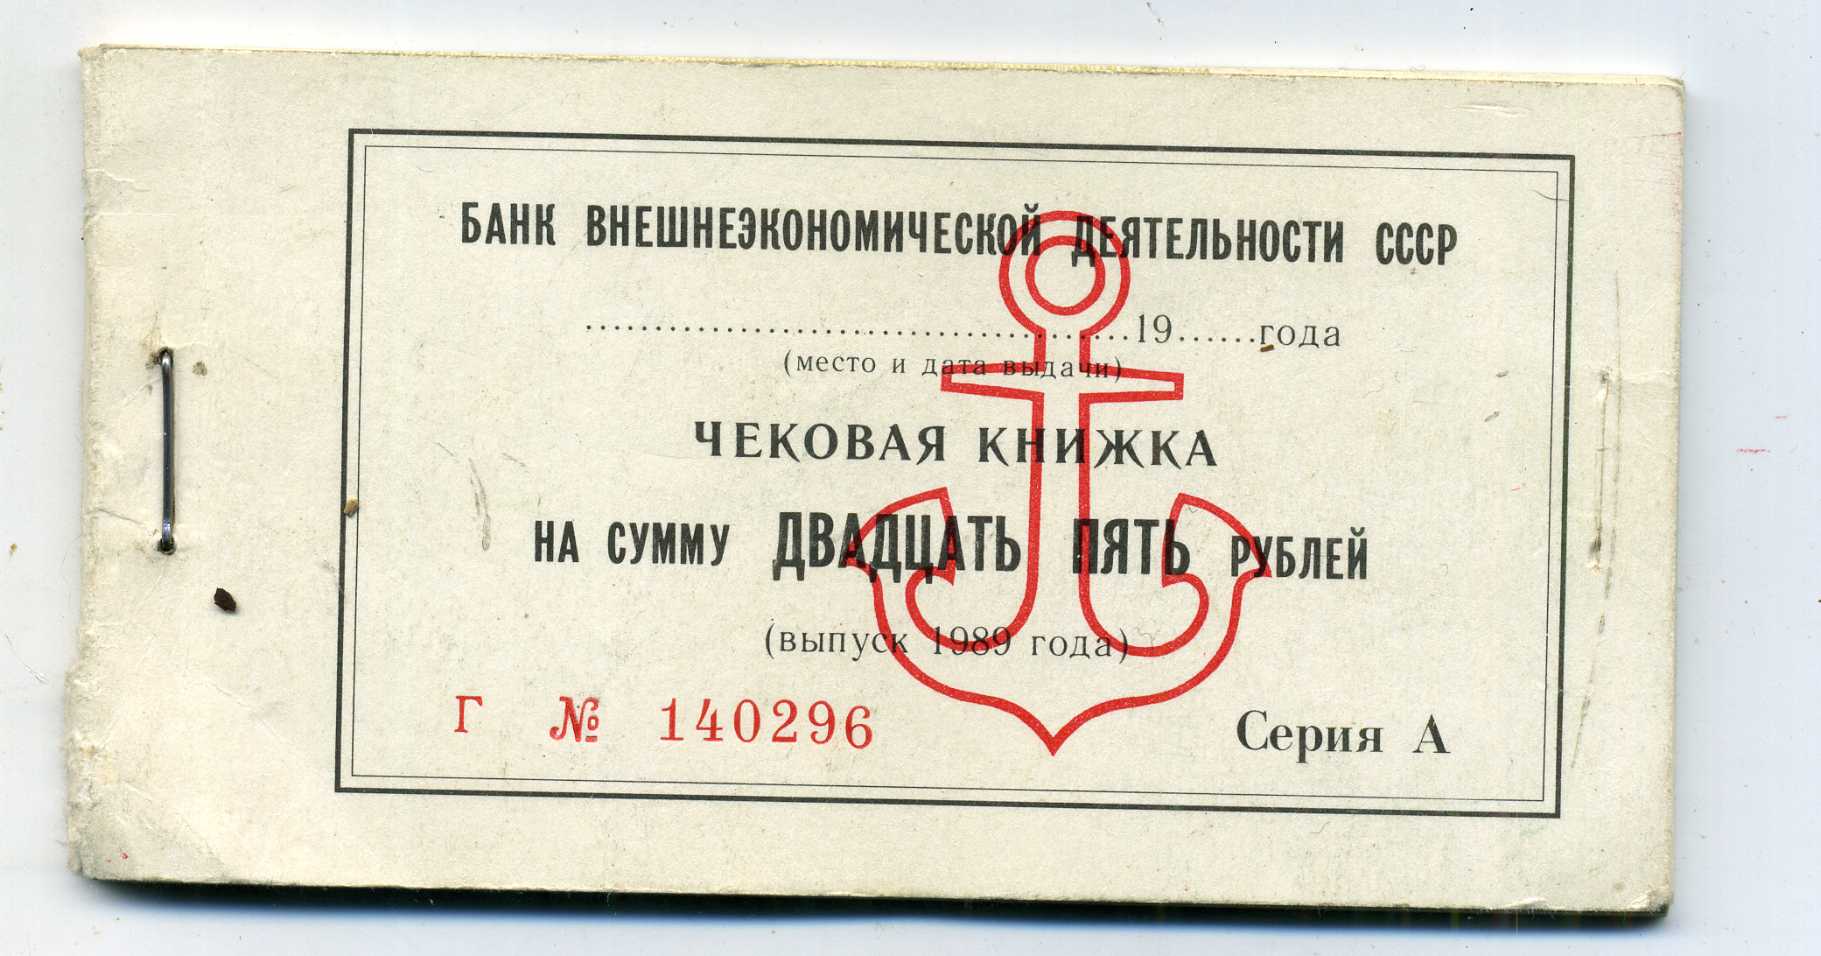 БАНК ВНЕШНЕЭКОНОМИЧЕСКОЙ ДЕЯТЕЛЬНОСТИ СССР
........................................19......года
(место и дата выдачи)
ЧЕКОВАЯ КНИЖКА
НА СУММУ ДВАДЦАТЬ ПЯТЬ РУБЛЕЙ
(выпуск 1989 года)
Г № 140296 Серия А